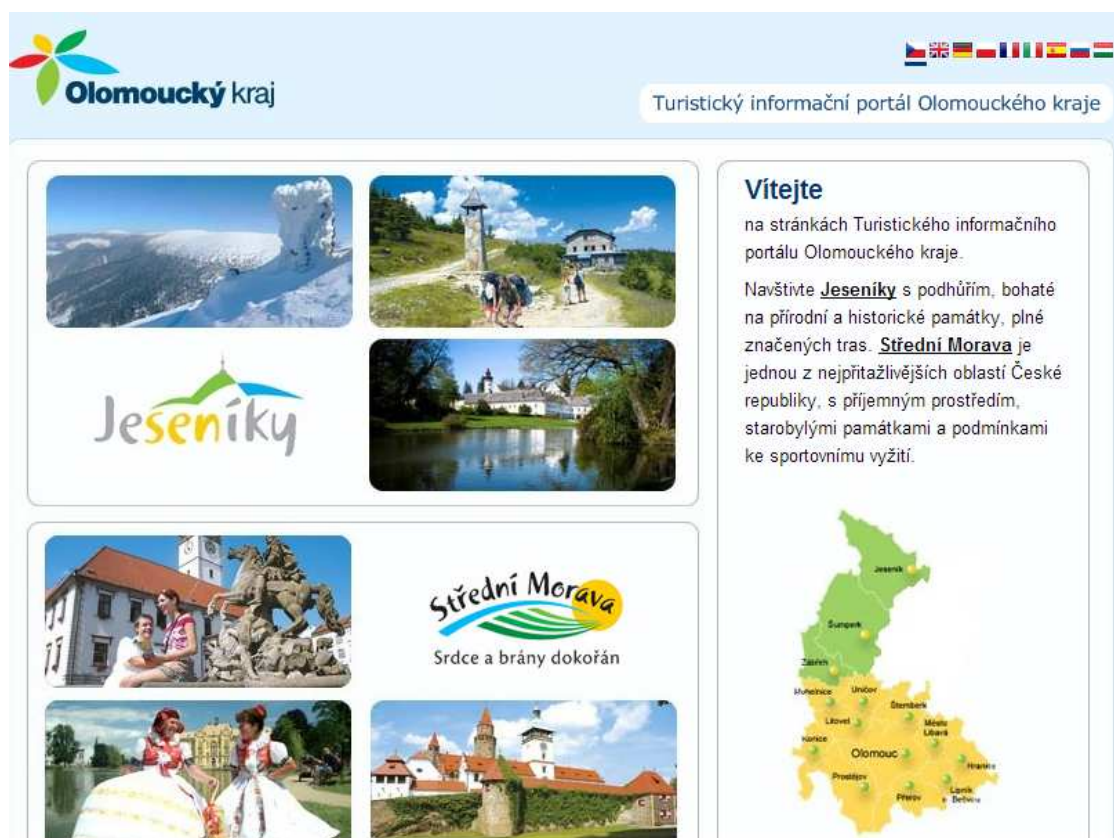 Olomoucký kraj
Turistický informační portál Olomouckého kraje
Jeseníky
Střední Morava
Srdce a brány dokořán
Vítejte
na stránkách Turistického informačního
portálu Olomouckého kraje.
Navštivte Jeseníky s podhůřím, bohaté
na přírodní a historické památky, plné
značených tras. Střední Morava je
jednou z nejpřitažlivějších oblastí České
republiky, s příjemným prostředím,
starobylými památkami a podmínkami
ke sportovnímu vyžití.
Jeseník
Šumperk
Zábřeh
Mohelnice
Uničov
Šternberk
Litovel
Město
Libavá
Konice
Olomouc
Hranice
Prostějov
Přerov
Lipník
n. Bečvou